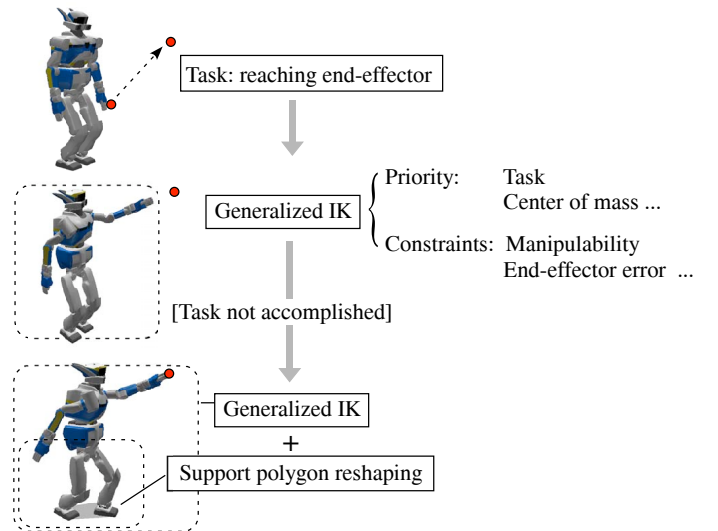 Task: reaching end-effector
Generalized IK
Priority: Task
Center of mass ...
Constraints: Manipulability
End-effector error ...
[Task not accomplished]
Generalized IK
+
Support polygon reshaping